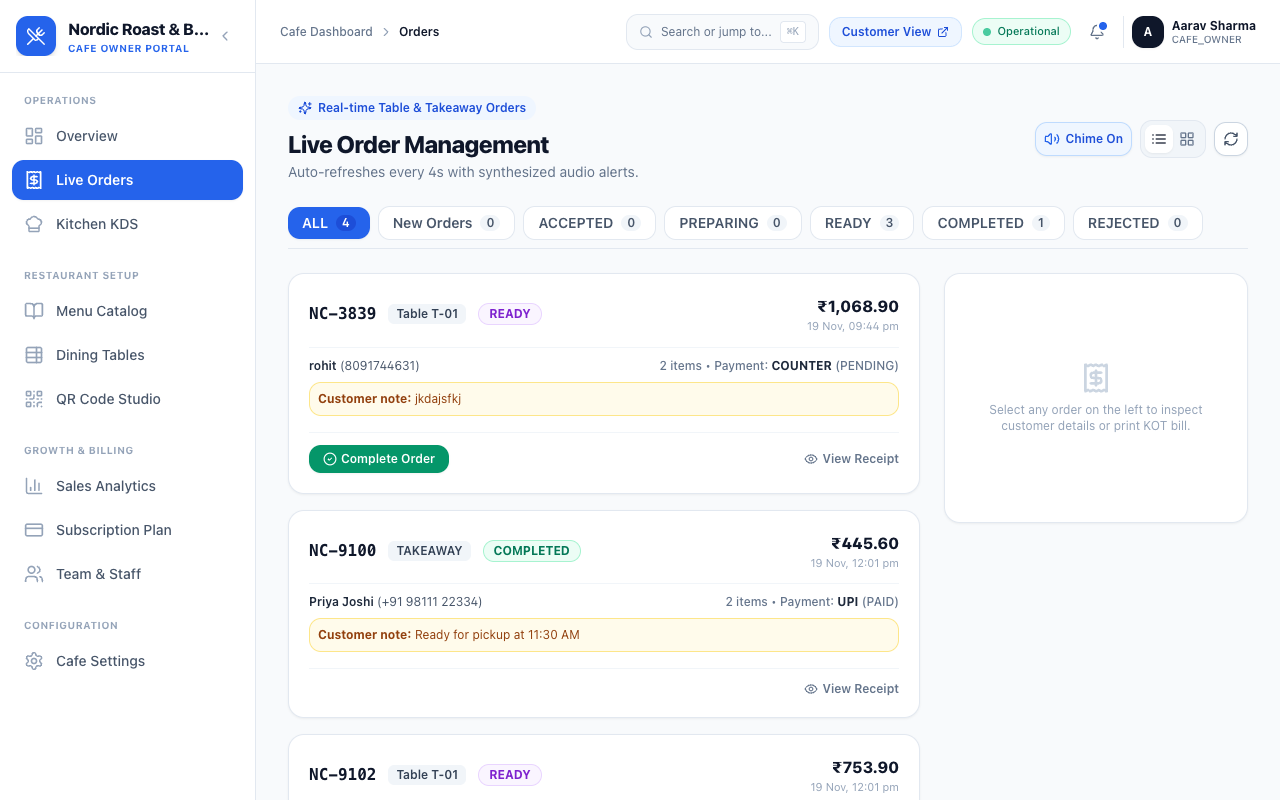 Nordic Roast & B...
CAFE OWNER PORTAL
OPERATIONS
Overview
Live Orders
Kitchen KDS
RESTAURANT SETUP
Menu Catalog
Dining Tables
QR Code Studio
GROWTH & BILLING
Sales Analytics
Subscription Plan
Team & Staff
CONFIGURATION
Cafe Settings
Cafe Dashboard > Orders
Search or jump to... ⌘K
Customer View
Operational
A
Aarav Sharma
CAFE_OWNER
Real-time Table & Takeaway Orders
Live Order Management
Auto-refreshes every 4s with synthesized audio alerts.
Chime On
ALL 4
New Orders 0
ACCEPTED 0
PREPARING 0
READY 3
COMPLETED 1
REJECTED 0
NC-3839 Table T-01 READY ₹1,068.90
19 Nov, 09:44 pm
rohit (8091744631) 2 items • Payment: COUNTER (PENDING)
Customer note: jkdajsfkj
Complete Order View Receipt
NC-9100 TAKEAWAY COMPLETED ₹445.60
19 Nov, 12:01 pm
Priya Joshi (+91 98111 22334) 2 items • Payment: UPI (PAID)
Customer note: Ready for pickup at 11:30 AM
View Receipt
NC-9102 Table T-01 READY ₹753.90
19 Nov, 12:01 pm
Select any order on the left to inspect
customer details or print KOT bill.